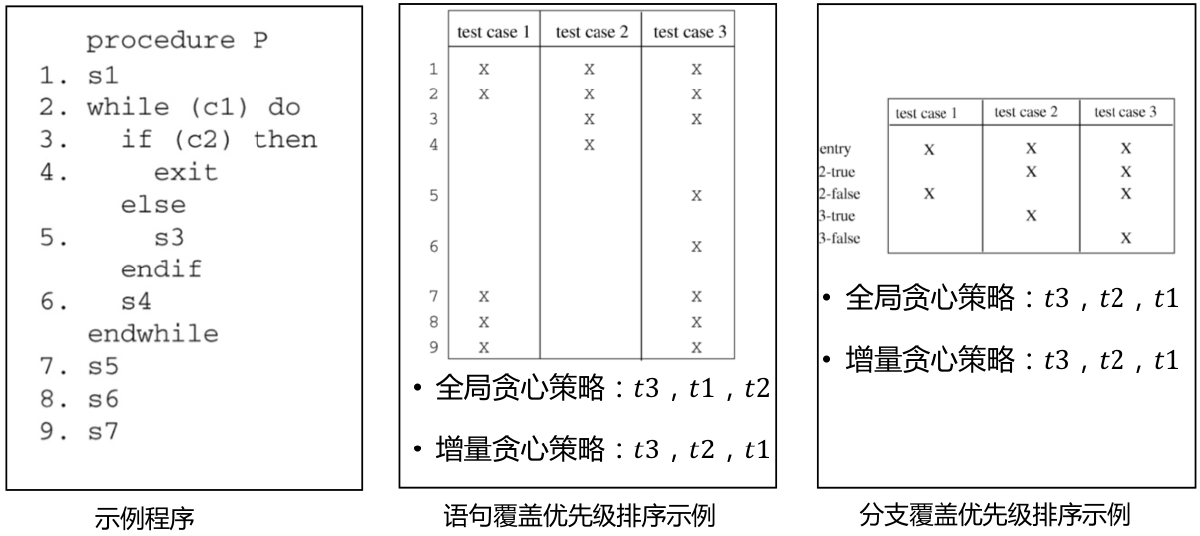 procedure P
1. s1
2. while (c1) do
3. if (c2) then
4. exit
else
5. s3
endif
6. s4
endwhile
7. s5
8. s6
9. s7
示例程序
test case 1 test case 2 test case 3
1 X X X
2 X X X
3 X X
4 X
5 X
6 X
7 X X
8 X X
9 X X
• 全局贪心策略：t3，t1，t2
• 增量贪心策略：t3，t2，t1
语句覆盖优先级排序示例
test case 1 test case 2 test case 3
entry X X X
2-true X X
2-false X X
3-true X
3-false X
• 全局贪心策略：t3，t2，t1
• 增量贪心策略：t3，t2，t1
分支覆盖优先级排序示例